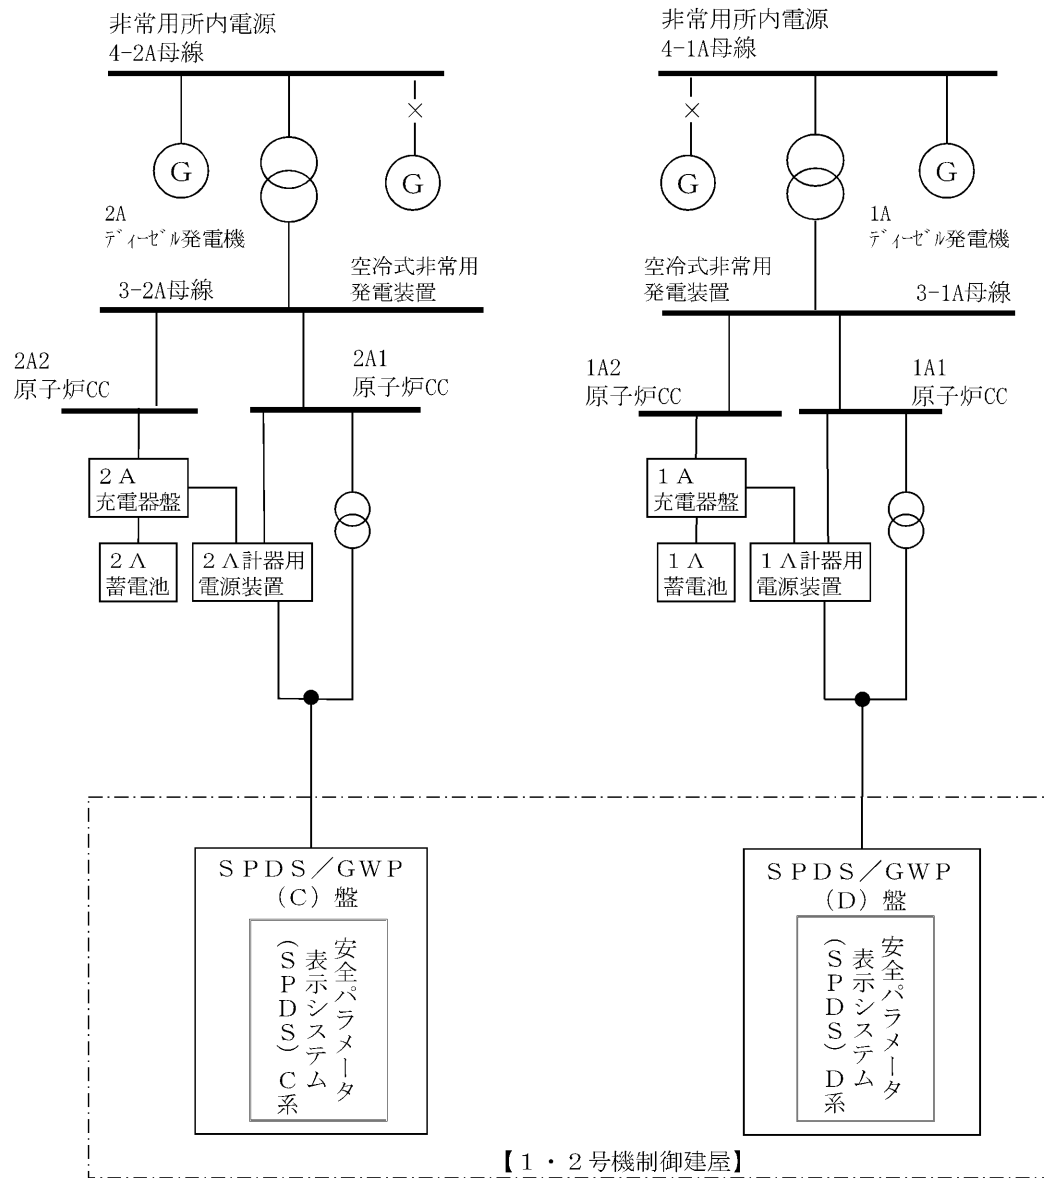 非常用所内電源
4-2A母線
G
×
G
2A
ディーゼル発電機
空冷式非常用
発電装置
3-2A母線
2A2
原子炉CC
2A1
原子炉CC
2A
充電器盤
2A
蓄電池
2A計器用
電源装置
非常用所内電源
4-1A母線
×
G
G
1A
ディーゼル発電機
空冷式非常用
発電装置
3-1A母線
1A2
原子炉CC
1A1
原子炉CC
1A
充電器盤
1A
蓄電池
1A計器用
電源装置
SPDS/GWP
(C)盤
安全パラメータ
表示システム
(SPDS)C系
SPDS/GWP
(D)盤
安全パラメータ
表示システム
(SPDS)D系
【1・2号機制御建屋】